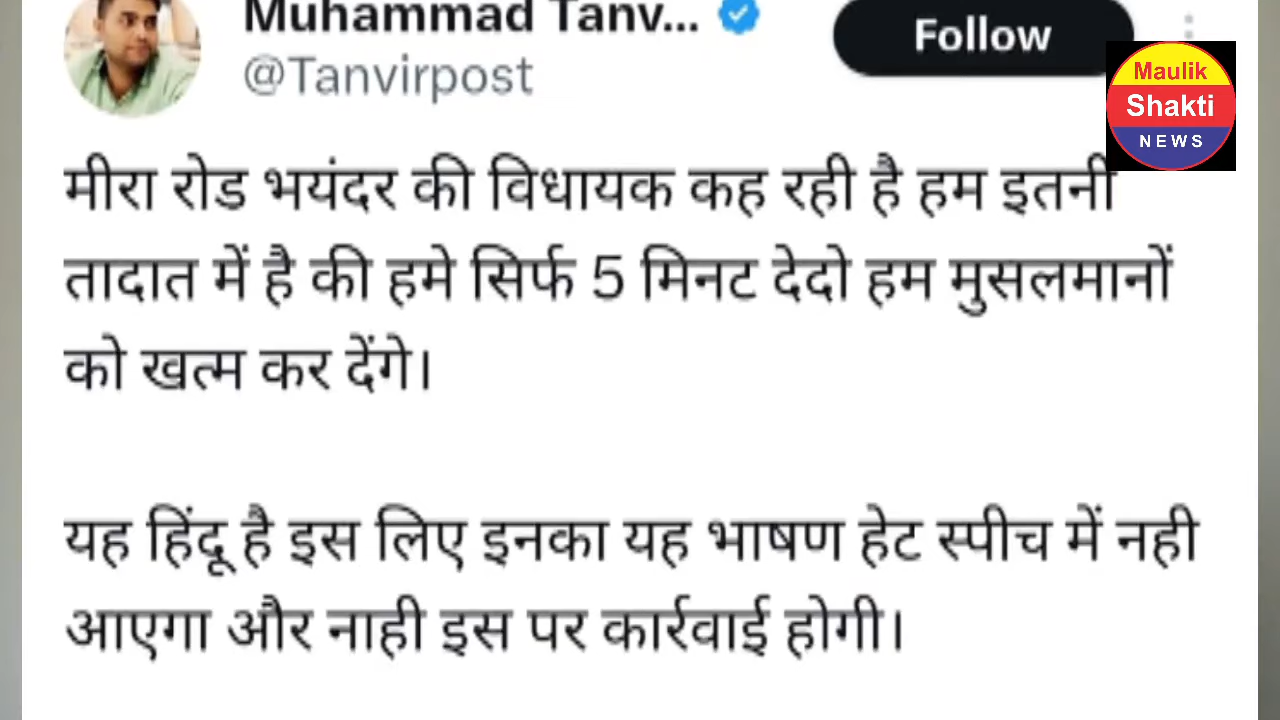 Muhammad Tanv...
Follow
@Tanvirpost
Maulik
Shakti
NEWS
मीरा रोड भयंदर की विधायक कह रही है हम इतनी
तादात में है की हमे सिर्फ 5 मिनट देदो हम मुसलमानों
को खत्म कर देंगे।
यह हिंदू है इस लिए इनका यह भाषण हेट स्पीच में नही
आएगा और नाही इस पर कार्रवाई होगी।